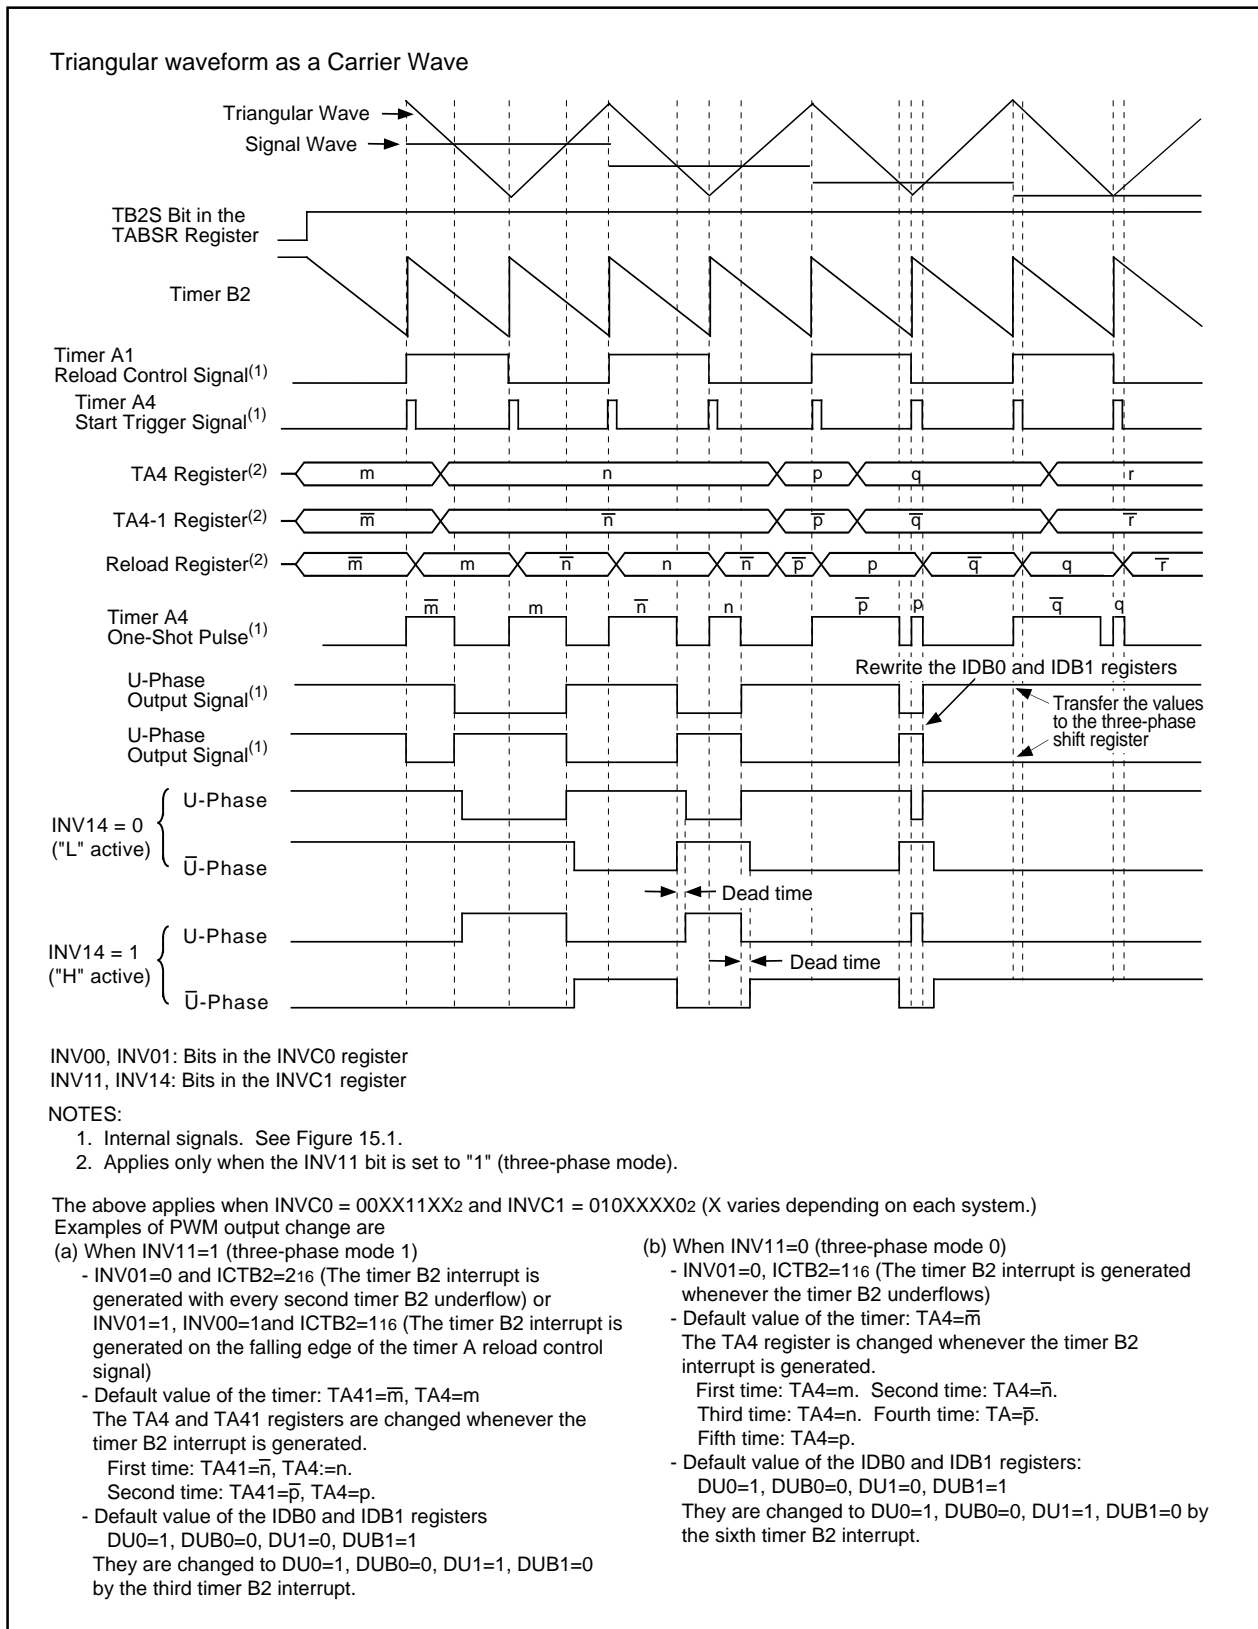 Triangular waveform as a Carrier Wave
Triangular Wave
Signal Wave
TB2S Bit in the
TABSR Register
Timer B2
Timer A1
Reload Control Signal(1)
Timer A4
Start Trigger Signal(1)
TA4 Register(2) m n p q r
TA4-1 Register(2) m̅ n̅ p̅ q̅ r̅
Reload Register(2) m̅ m n̅ n n̅ p̅ p q̅ q r̅
m̅ m n̅ n p̅ p q̅ q
Timer A4
One-Shot Pulse(1)
Rewrite the IDB0 and IDB1 registers
U-Phase
Output Signal(1)
Transfer the values
to the three-phase
shift register
U-Phase
Output Signal(1)
U-Phase
INV14 = 0
("L" active)
U̅-Phase
Dead time
U-Phase
INV14 = 1
("H" active)
Dead time
U̅-Phase
INV00, INV01: Bits in the INVC0 register
INV11, INV14: Bits in the INVC1 register
NOTES:
1. Internal signals. See Figure 15.1.
2. Applies only when the INV11 bit is set to "1" (three-phase mode).
The above applies when INVC0 = 00XX11XX2 and INVC1 = 010XXXX02 (X varies depending on each system.)
Examples of PWM output change are
(a) When INV11=1 (three-phase mode 1)
- INV01=0 and ICTB2=216 (The timer B2 interrupt is
generated with every second timer B2 underflow) or
INV01=1, INV00=1and ICTB2=116 (The timer B2 interrupt is
generated on the falling edge of the timer A reload control
signal)
- Default value of the timer: TA41=m̅, TA4=m
The TA4 and TA41 registers are changed whenever the
timer B2 interrupt is generated.
First time: TA41=n̅, TA4:=n.
Second time: TA41=p̅, TA4=p.
- Default value of the IDB0 and IDB1 registers
DU0=1, DUB0=0, DU1=0, DUB1=1
They are changed to DU0=1, DUB0=0, DU1=1, DUB1=0
by the third timer B2 interrupt.
(b) When INV11=0 (three-phase mode 0)
- INV01=0, ICTB2=116 (The timer B2 interrupt is generated
whenever the timer B2 underflows)
- Default value of the timer: TA4=m̅
The TA4 register is changed whenever the timer B2
interrupt is generated.
First time: TA4=m. Second time: TA4=n̅.
Third time: TA4=n. Fourth time: TA=p̅.
Fifth time: TA4=p.
- Default value of the IDB0 and IDB1 registers:
DU0=1, DUB0=0, DU1=0, DUB1=1
They are changed to DU0=1, DUB0=0, DU1=1, DUB1=0 by
the sixth timer B2 interrupt.